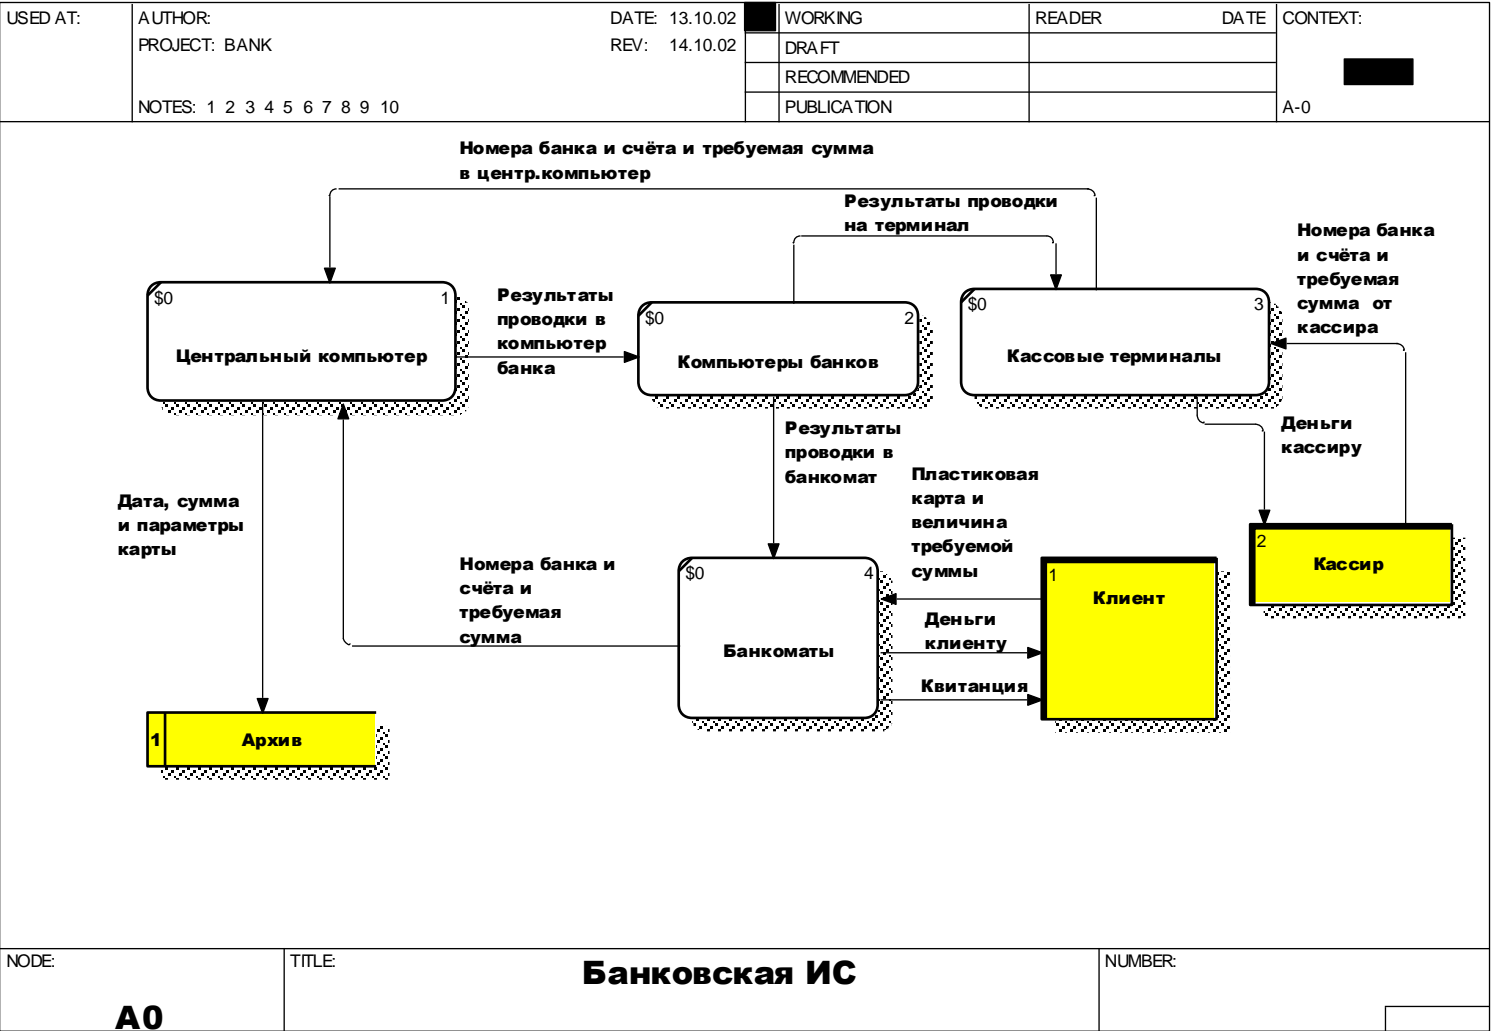 USED AT:
AUTHOR:
DATE: 13.10.02
WORKING
READER
DATE
CONTEXT:
PROJECT: BANK
REV: 14.10.02
DRAFT
RECOMMENDED
NOTES: 1 2 3 4 5 6 7 8 9 10
PUBLICATION
A-0
Номера банка и счёта и требуемая сумма
в центр.компьютер
Результаты проводки
на терминал
Номера банка
и счёта и
требуемая
сумма от
кассира
$0
1
Центральный компьютер
Результаты
проводки в
компьютер
банка
$0
2
Компьютеры банков
$0
3
Кассовые терминалы
Результаты
проводки в
банкомат
Деньги
кассиру
Дата, сумма
и параметры
карты
Пластиковая
карта и
величина
требуемой
суммы
Номера банка и
счёта и
требуемая
сумма
$0
4
Банкоматы
1
Клиент
2
Кассир
Деньги
клиенту
Квитанция
1
Архив
NODE:
A0
TITLE:
Банковская ИС
NUMBER: